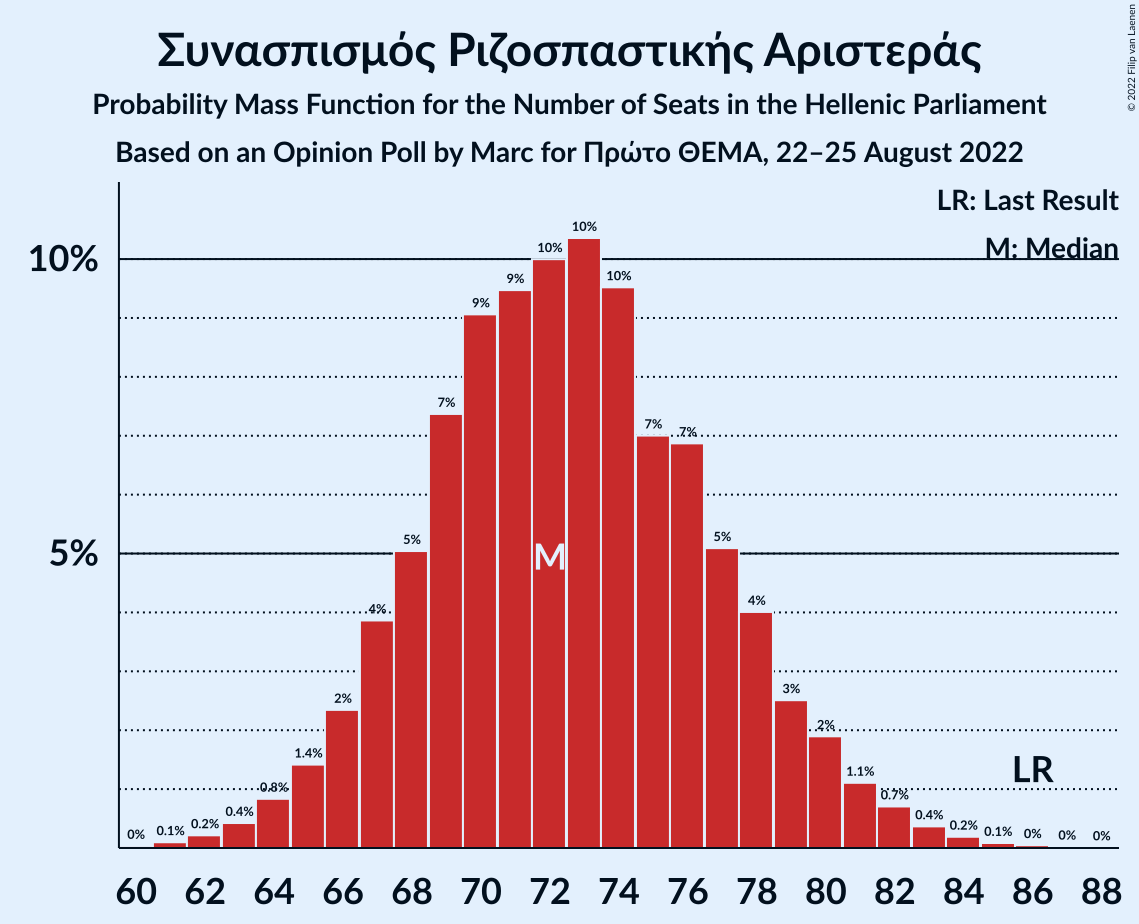 Συνασπισμός Ριζοσπαστικής Αριστεράς
Probability Mass Function for the Number of Seats in the Hellenic Parliament
Based on an Opinion Poll by Marc for Πρώτο ΘΕΜΑ, 22–25 August 2022
© 2022 Filip van Laenen
LR: Last Result
M: Median
10%
5%
0% 0.1% 0.2% 0.4% 0.8% 1.4% 2% 4% 5% 7% 9% 9% 10% 10% 10% 7% 7% 5% 4% 3% 2% 1.1% 0.7% 0.4% 0.2% 0.1% 0% 0% 0%
M
LR
60 62 64 66 68 70 72 74 76 78 80 82 84 86 88